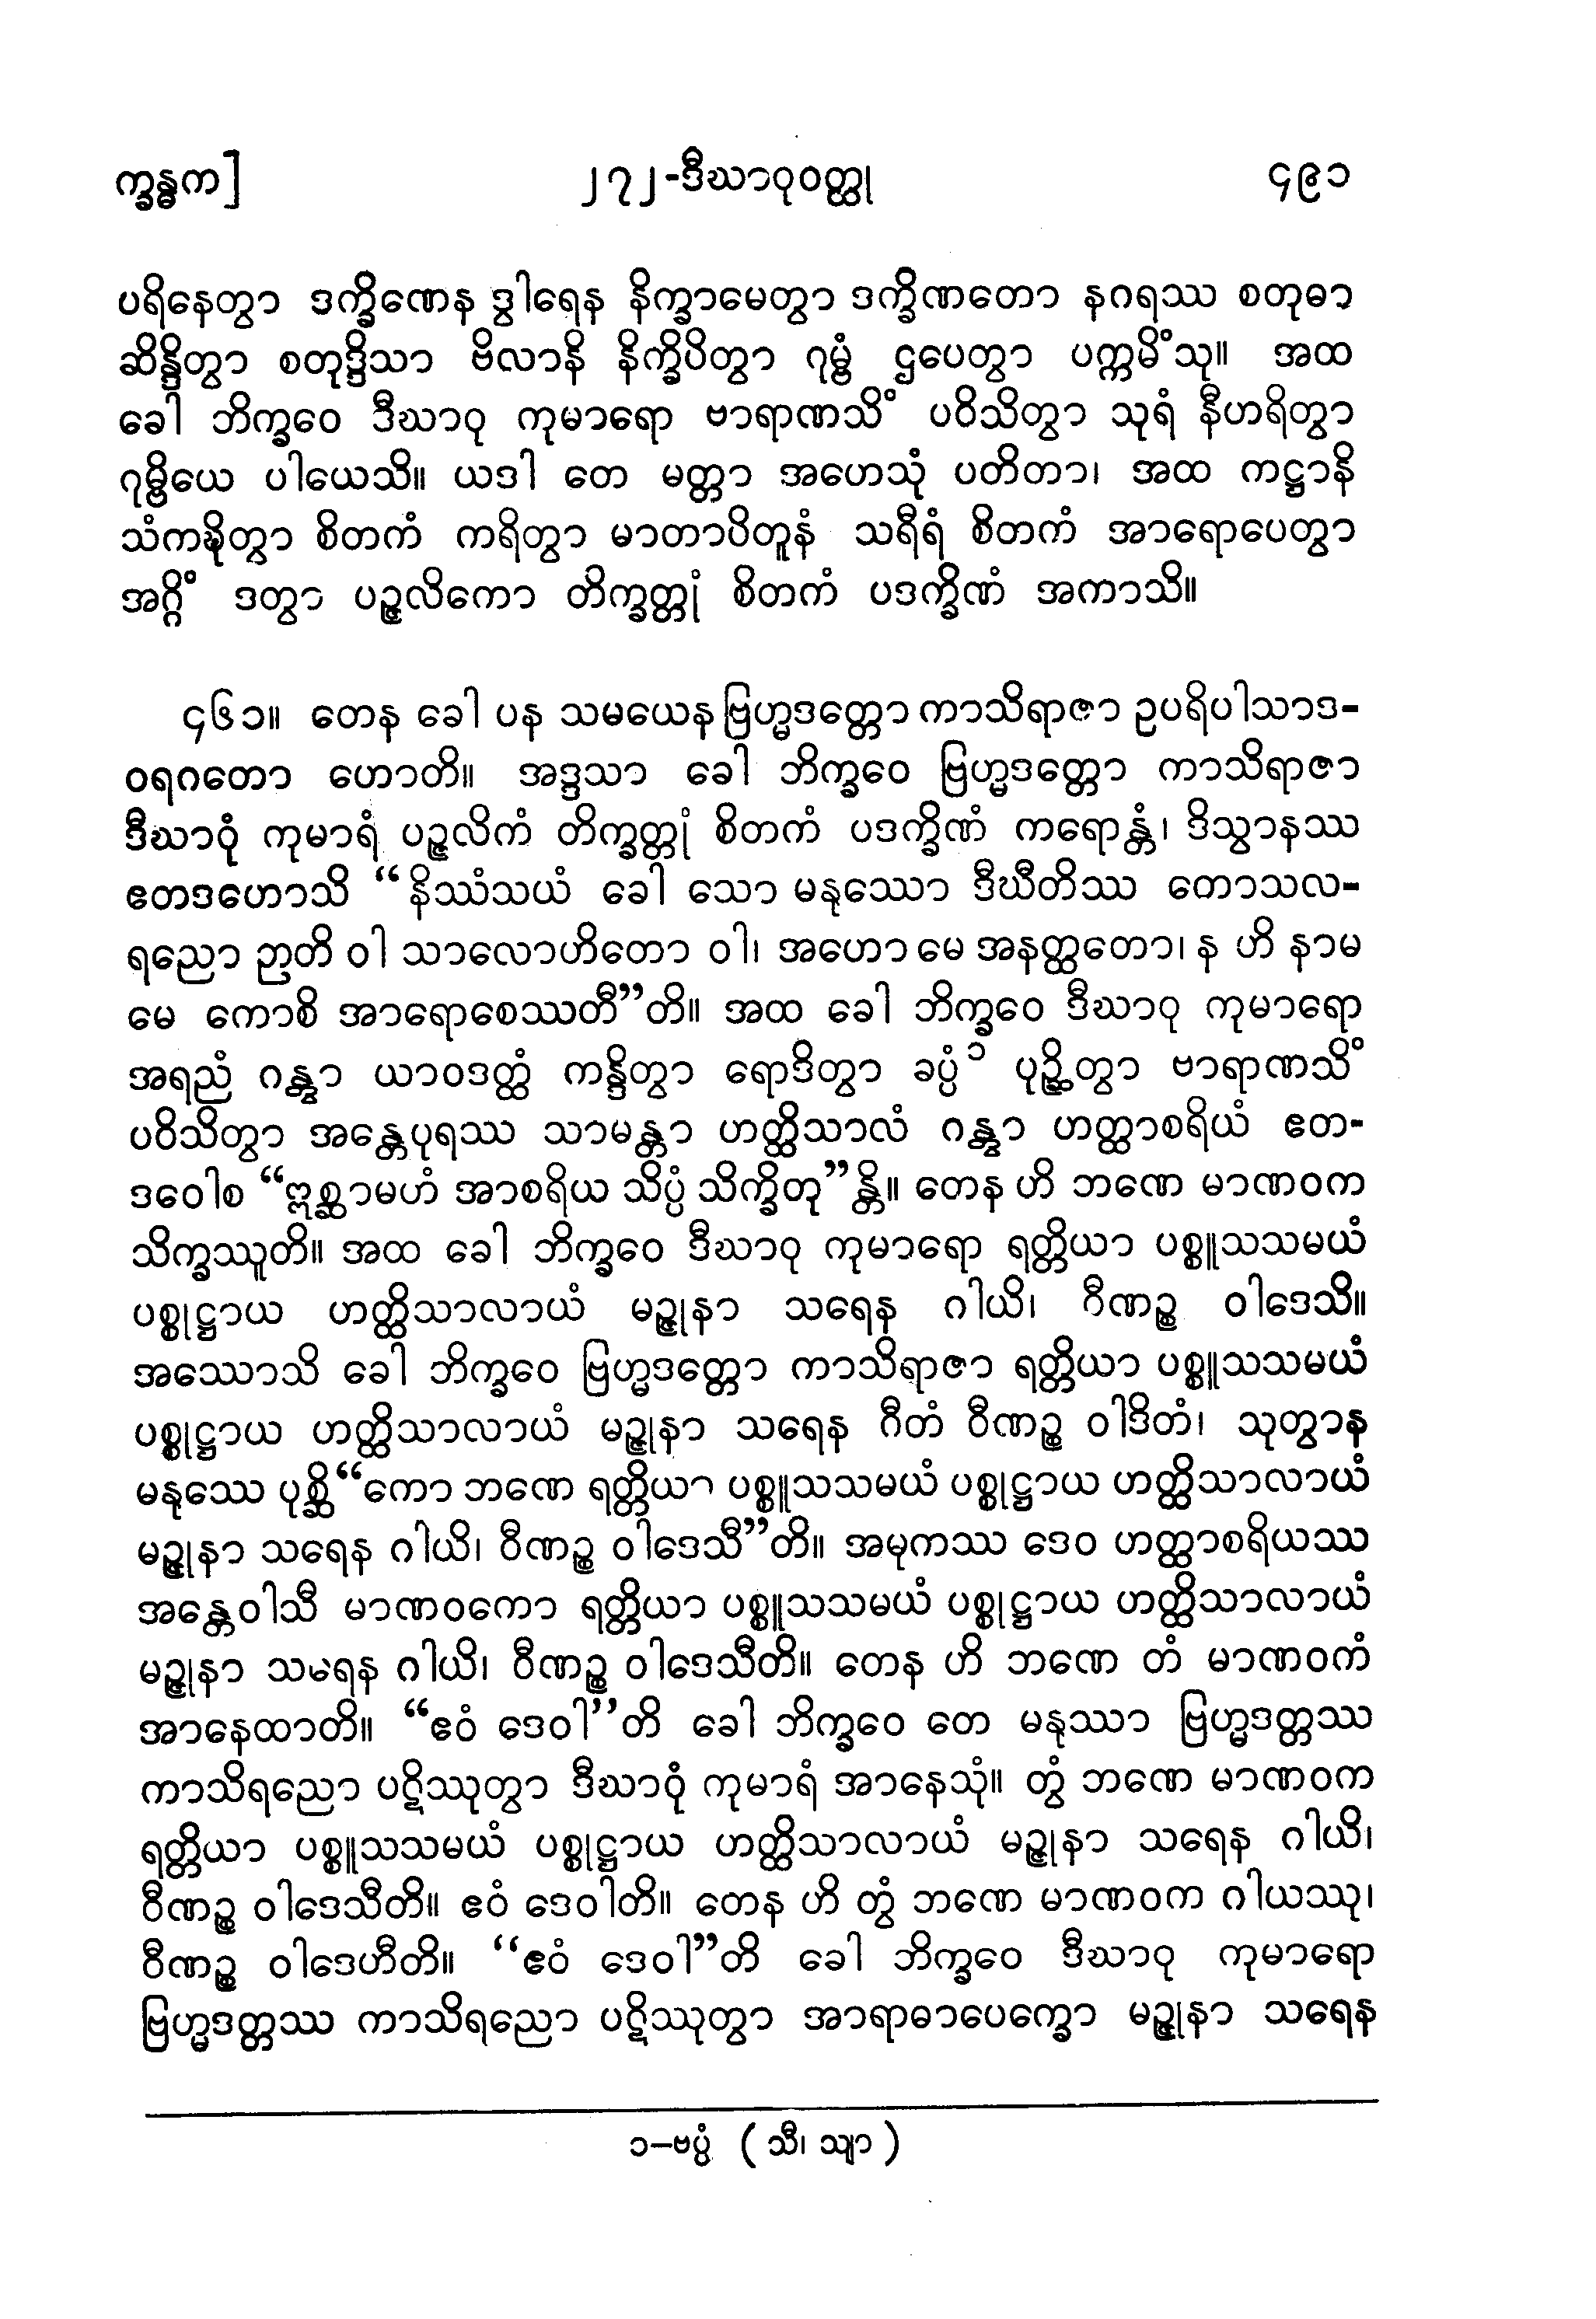 က္ခန္ဓက]
၂၇၂-ဒီဃာဝုဝတ္ထု
၄၉၁
ပရိနေတွာ ဒက္ခိဏေန ဒွါရေန နိက္ခာမေတွာ ဒက္ခိဏတော နဂရဿ စတုဓာ
ဆိန္ဒိတွာ စတုဒ္ဒိသာ ဗိလာနိ နိက္ခိပိတွာ ဂုမ္ဗံ ဌပေတွာ ပက္ကမိံသု။ အထ
ခေါ ဘိက္ခဝေ ဒီဃာဝု ကုမာရော ဗာရာဏသိံ ပဝိသိတွာ သုရံ နီဟရိတွာ
ဂုမ္ဗိယေ ပါယေသိ။ ယဒါ တေ မတ္တာ အဟေသုံ ပတိတာ၊ အထ ကဋ္ဌာနိ
သံကဍ္ဎိတွာ စိတကံ ကရိတွာ မာတာပိတူနံ သရီရံ စိတကံ အာရောပေတွာ
အဂ္ဂိံ ဒတွာ ပဉ္ဇလိကော တိက္ခတ္တုံ စိတကံ ပဒက္ခိဏံ အကာသိ။
၄၆၁။ တေန ခေါ ပန သမယေန ဗြဟ္မဒတ္တော ကာသိရာဇာ ဥပရိပါသာဒ-
ဝရဂတော ဟောတိ။ အဒ္ဒသာ ခေါ ဘိက္ခဝေ ဗြဟ္မဒတ္တော ကာသိရာဇာ
ဒီဃာဝုံ ကုမာရံ ပဉ္ဇလိကံ တိက္ခတ္တုံ စိတကံ ပဒက္ခိဏံ ကရောန္တံ၊ ဒိသွာနဿ
ဧတဒဟောသိ “နိဿံသယံ ခေါ သော မနုဿော ဒီဃီတိဿ ကောသလ-
ရညော ဉာတိ ဝါ သာလောဟိတော ဝါ၊ အဟော မေ အနတ္ထတော၊ န ဟိ နာမ
မေ ကောစိ အာရောစေဿတီ”တိ။ အထ ခေါ ဘိက္ခဝေ ဒီဃာဝု ကုမာရော
အရညံ ဂန္တွာ ယာဝဒတ္ထံ ကန္ဒိတွာ ရောဒိတွာ ခပ္ပံ ၁ ပုဉ္ဆိတွာ ဗာရာဏသိံ
ပဝိသိတွာ အန္တေပုရဿ သာမန္တာ ဟတ္ထိသာလံ ဂန္တွာ ဟတ္ထာစရိယံ ဧတ-
ဒဝေါစ “ဣစ္ဆာမဟံ အာစရိယ သိပ္ပံ သိက္ခိတု”န္တိ။ တေန ဟိ ဘဏေ မာဏဝက
သိက္ခဿူတိ။ အထ ခေါ ဘိက္ခဝေ ဒီဃာဝု ကုမာရော ရတ္တိယာ ပစ္စူသသမယံ
ပစ္စုဋ္ဌာယ ဟတ္ထိသာလာယံ မဉ္ဇုနာ သရေန ဂါယိ၊ ဝီဏဉ္စ ဝါဒေသိ။
အဿောသိ ခေါ ဘိက္ခဝေ ဗြဟ္မဒတ္တော ကာသိရာဇာ ရတ္တိယာ ပစ္စူသသမယံ
ပစ္စုဋ္ဌာယ ဟတ္ထိသာလာယံ မဉ္ဇုနာ သရေန ဂီတံ ဝီဏဉ္စ ဝါဒိတံ၊ သုတွာန
မနုဿေ ပုစ္ဆိ “ကော ဘဏေ ရတ္တိယာ ပစ္စူသသမယံ ပစ္စုဋ္ဌာယ ဟတ္ထိသာလာယံ
မဉ္ဇုနာ သရေန ဂါယိ၊ ဝီဏဉ္စ ဝါဒေသီ”တိ။ အမုကဿ ဒေဝ ဟတ္ထာစရိယဿ
အန္တေဝါသီ မာဏဝကော ရတ္တိယာ ပစ္စူသသမယံ ပစ္စုဋ္ဌာယ ဟတ္ထိသာလာယံ
မဉ္ဇုနာ သရေန ဂါယိ၊ ဝီဏဉ္စ ဝါဒေသီတိ။ တေန ဟိ ဘဏေ တံ မာဏဝကံ
အာနေထာတိ။ “ဧဝံ ဒေဝါ”တိ ခေါ ဘိက္ခဝေ တေ မနုဿာ ဗြဟ္မဒတ္တဿ
ကာသိရညော ပဋိဿုတွာ ဒီဃာဝုံ ကုမာရံ အာနေသုံ။ တွံ ဘဏေ မာဏဝက
ရတ္တိယာ ပစ္စူသသမယံ ပစ္စုဋ္ဌာယ ဟတ္ထိသာလာယံ မဉ္ဇုနာ သရေန ဂါယိ၊
ဝီဏဉ္စ ဝါဒေသီတိ။ ဧဝံ ဒေဝါတိ။ တေန ဟိ တွံ ဘဏေ မာဏဝက ဂါယဿု၊
ဝီဏဉ္စ ဝါဒေဟီတိ။ “ဧဝံ ဒေဝါ”တိ ခေါ ဘိက္ခဝေ ဒီဃာဝု ကုမာရော
ဗြဟ္မဒတ္တဿ ကာသိရညော ပဋိဿုတွာ အာရာဓာပေက္ခော မဉ္ဇုနာ သရေန
၁–ဗပ္ပံ (သီ၊ သျာ)